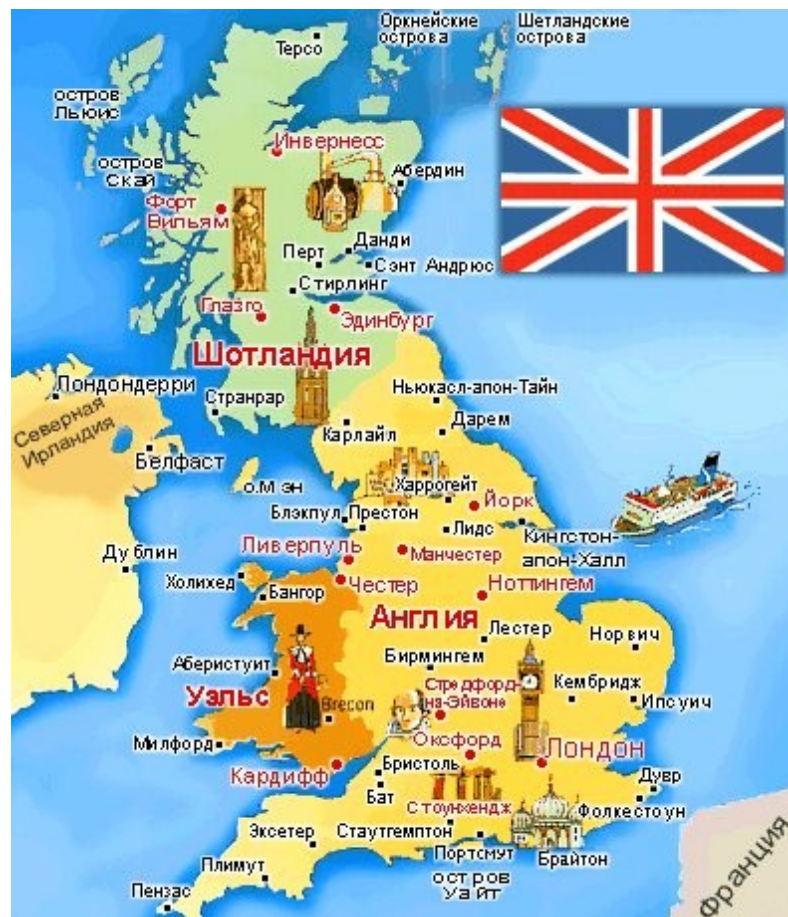 Оркнейские
острова
Шетландские
острова
Терсо
остров
Льюис
Инвернесс
остров
Скай
Абердин
Форт
Вильям
Данди
Перт
Сэнт Андрюс
Стирлинг
Глазго
Эдинбург
Шотландия
Лондондерри
Ньюкасл-апон-Тайн
Странрар
Дарем
Северная
Ирландия
Карлайл
Белфаст
о.Мэн
Харрогейт
Йорк
Блэкпул
Престон
Лидс
Кингстон-
апон-Халл
Ливерпуль
Манчестер
Дублин
Холихед
Честер
Ноттингем
Бангор
Англия
Лестер
Норвич
Аберистуит
Бирмингем
Уэльс
Стредфорд-
на-Эйвоне
Кембридж
Ипсуич
Brecon
Милфорд
Оксфорд
Лондон
Кардифф
Бристоль
Дувр
Бат
Стоунхендж
Фолкестоун
Эксетер
Стаутгемптон
Портсмут
Брайтон
Плимут
остров
Уайт
Пензас
Франция